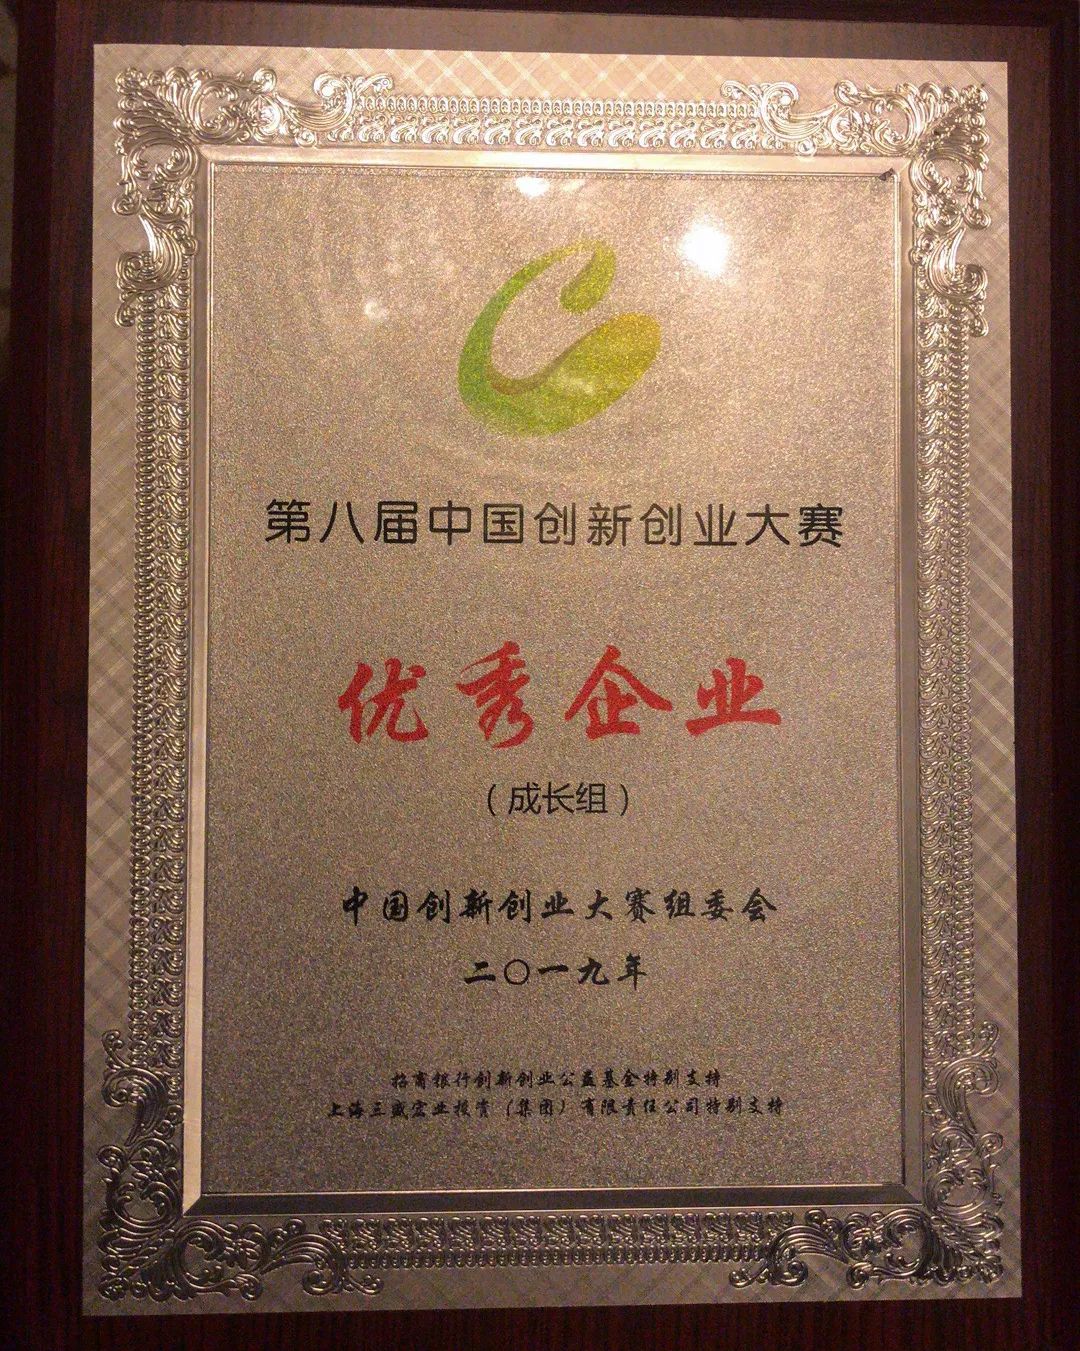 第八届中国创新创业大赛
优秀企业
（成长组）
中国创新创业大赛组委会
二〇一九年
招商银行创新创业公益基金特别支持
上海三盛宏业投资（集团）有限责任公司特别支持